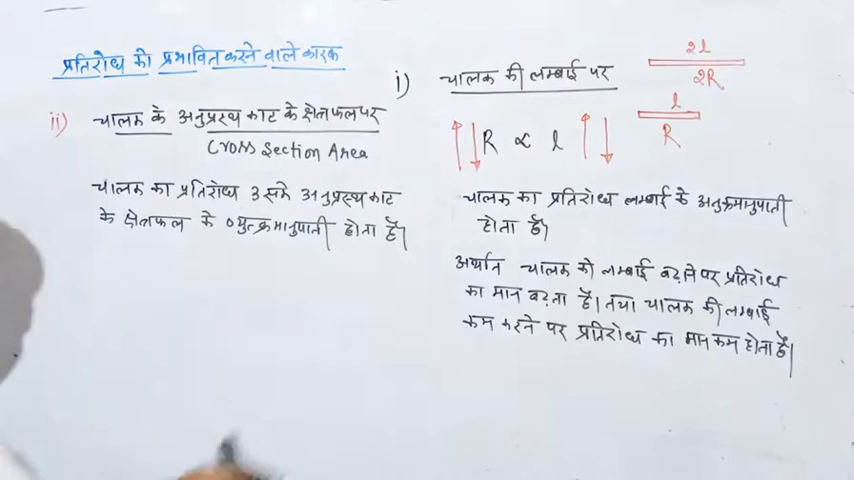 प्रतिरोध को प्रभावित करने वाले कारक
i) चालक की लम्बाई पर
2l
2R
l
R
R ∝ l
चालक का प्रतिरोध लम्बाई के अनुक्रमानुपाती
होता है।
अर्थात चालक की लम्बाई बढ़ाने पर प्रतिरोध
का मान बढ़ता है। तथा चालक की लम्बाई
कम करने पर प्रतिरोध का मान कम होता है।
ii) चालक के अनुप्रस्थ काट के क्षेत्रफल पर
Cross Section Area
चालक का प्रतिरोध उसके अनुप्रस्थ काट
के क्षेत्रफल के व्युत्क्रमानुपाती होता है।